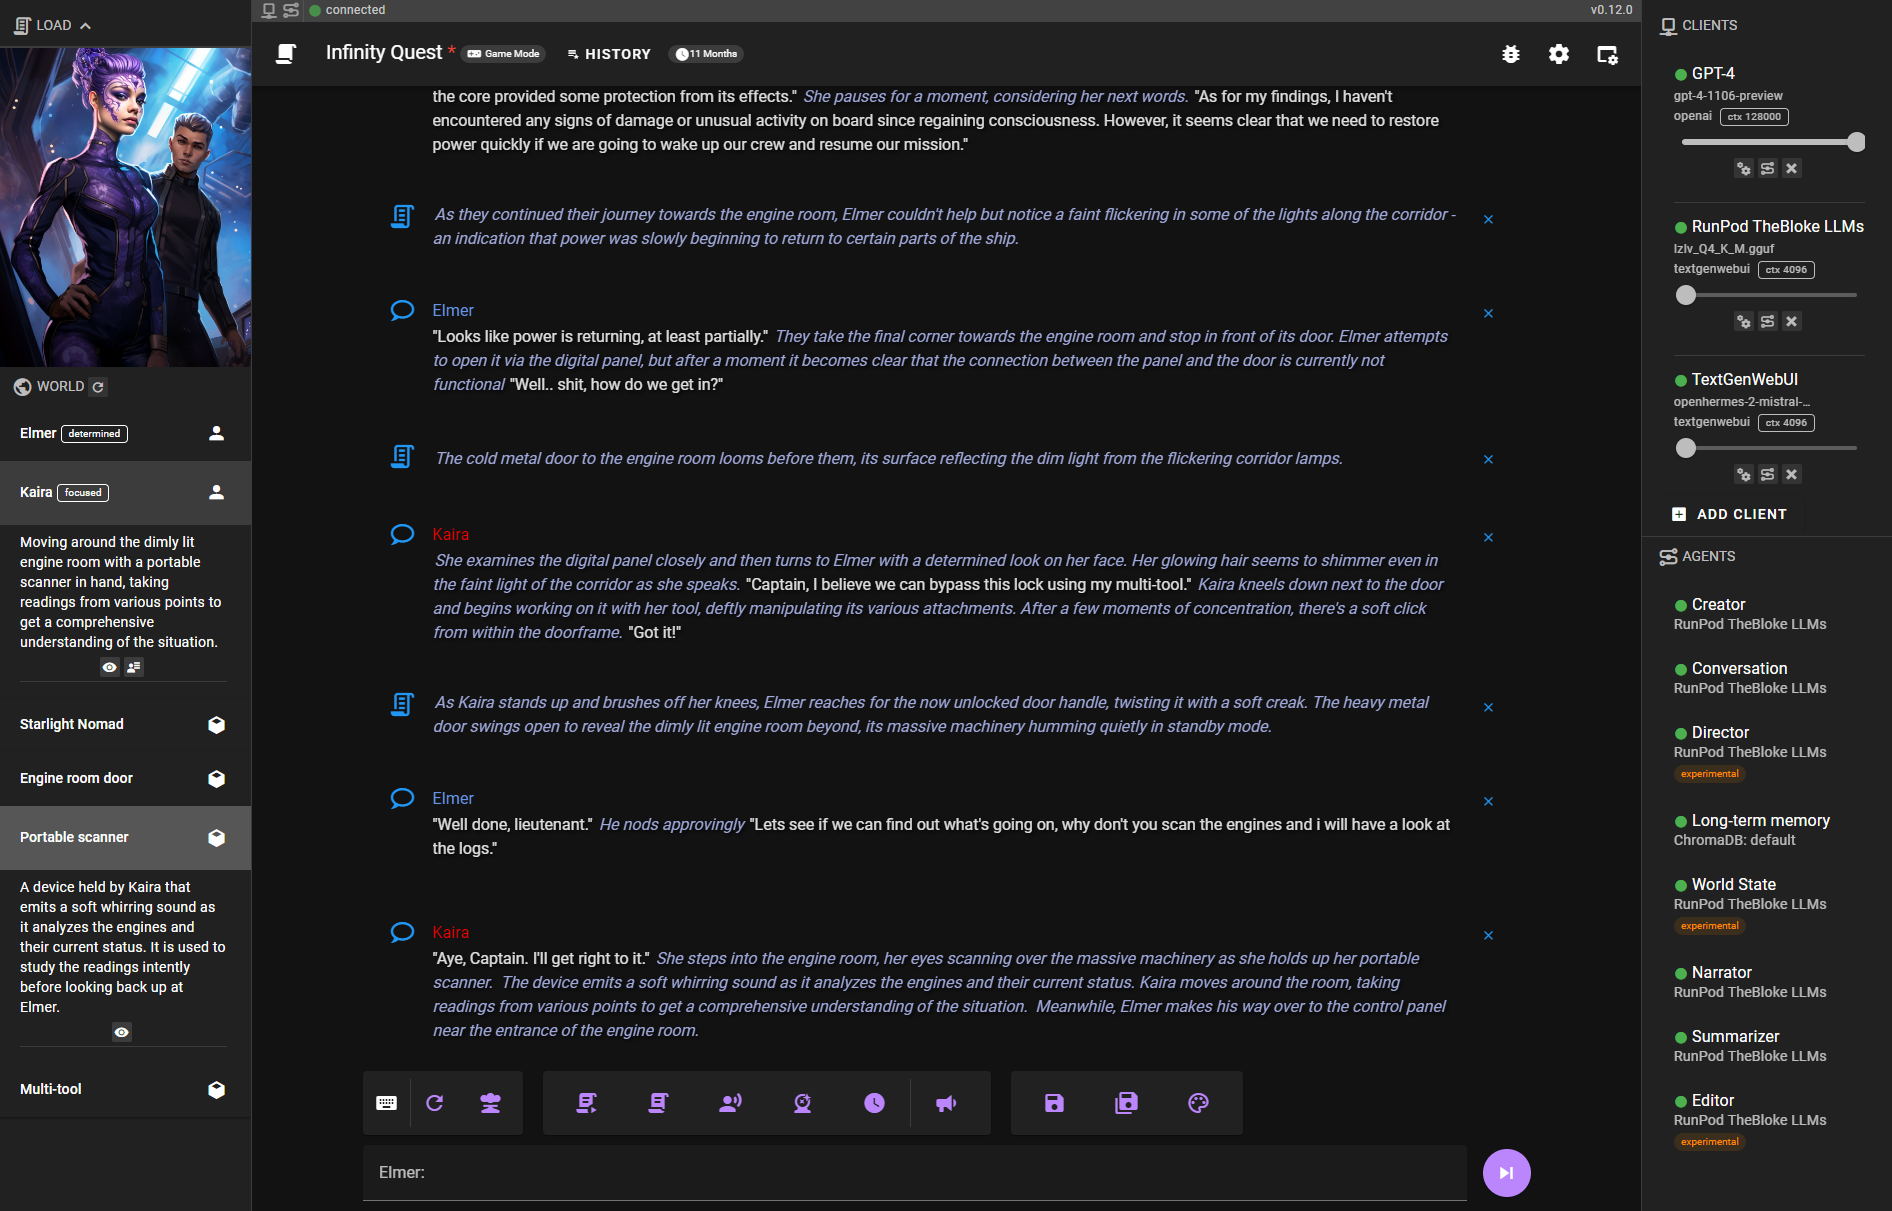 LOAD
connected
v0.12.0
Infinity Quest * Game Mode HISTORY 11 Months
WORLD
Elmer determined
Kaira focused
Moving around the dimly lit
engine room with a portable
scanner in hand, taking
readings from various points to
get a comprehensive
understanding of the situation.
Starlight Nomad
Engine room door
Portable scanner
A device held by Kaira that
emits a soft whirring sound as
it analyzes the engines and
their current status. It is used to
study the readings intently
before looking back up at
Elmer.
Multi-tool
the core provided some protection from its effects." She pauses for a moment, considering her next words. "As for my findings, I haven't
encountered any signs of damage or unusual activity on board since regaining consciousness. However, it seems clear that we need to restore
power quickly if we are going to wake up our crew and resume our mission."
As they continued their journey towards the engine room, Elmer couldn't help but notice a faint flickering in some of the lights along the corridor -
an indication that power was slowly beginning to return to certain parts of the ship.
Elmer
"Looks like power is returning, at least partially." They take the final corner towards the engine room and stop in front of its door. Elmer attempts
to open it via the digital panel, but after a moment it becomes clear that the connection between the panel and the door is currently not
functional "Well.. shit, how do we get in?"
The cold metal door to the engine room looms before them, its surface reflecting the dim light from the flickering corridor lamps.
Kaira
She examines the digital panel closely and then turns to Elmer with a determined look on her face. Her glowing hair seems to shimmer even in
the faint light of the corridor as she speaks. "Captain, I believe we can bypass this lock using my multi-tool." Kaira kneels down next to the door
and begins working on it with her tool, deftly manipulating its various attachments. After a few moments of concentration, there's a soft click
from within the doorframe. "Got it!"
As Kaira stands up and brushes off her knees, Elmer reaches for the now unlocked door handle, twisting it with a soft creak. The heavy metal
door swings open to reveal the dimly lit engine room beyond, its massive machinery humming quietly in standby mode.
Elmer
"Well done, lieutenant." He nods approvingly "Lets see if we can find out what's going on, why don't you scan the engines and i will have a look at
the logs."
Kaira
"Aye, Captain. I'll get right to it." She steps into the engine room, her eyes scanning over the massive machinery as she holds up her portable
scanner. The device emits a soft whirring sound as it analyzes the engines and their current status. Kaira moves around the room, taking
readings from various points to get a comprehensive understanding of the situation. Meanwhile, Elmer makes his way over to the control panel
near the entrance of the engine room.
Elmer:
CLIENTS
GPT-4
gpt-4-1106-preview
openai ctx 128000
RunPod TheBloke LLMs
lzlv_Q4_K_M.gguf
textgenwebui ctx 4096
TextGenWebUI
openhermes-2-mistral-...
textgenwebui ctx 4096
ADD CLIENT
AGENTS
Creator
RunPod TheBloke LLMs
Conversation
RunPod TheBloke LLMs
Director
RunPod TheBloke LLMs
experimental
Long-term memory
ChromaDB: default
World State
RunPod TheBloke LLMs
experimental
Narrator
RunPod TheBloke LLMs
Summarizer
RunPod TheBloke LLMs
Editor
RunPod TheBloke LLMs
experimental